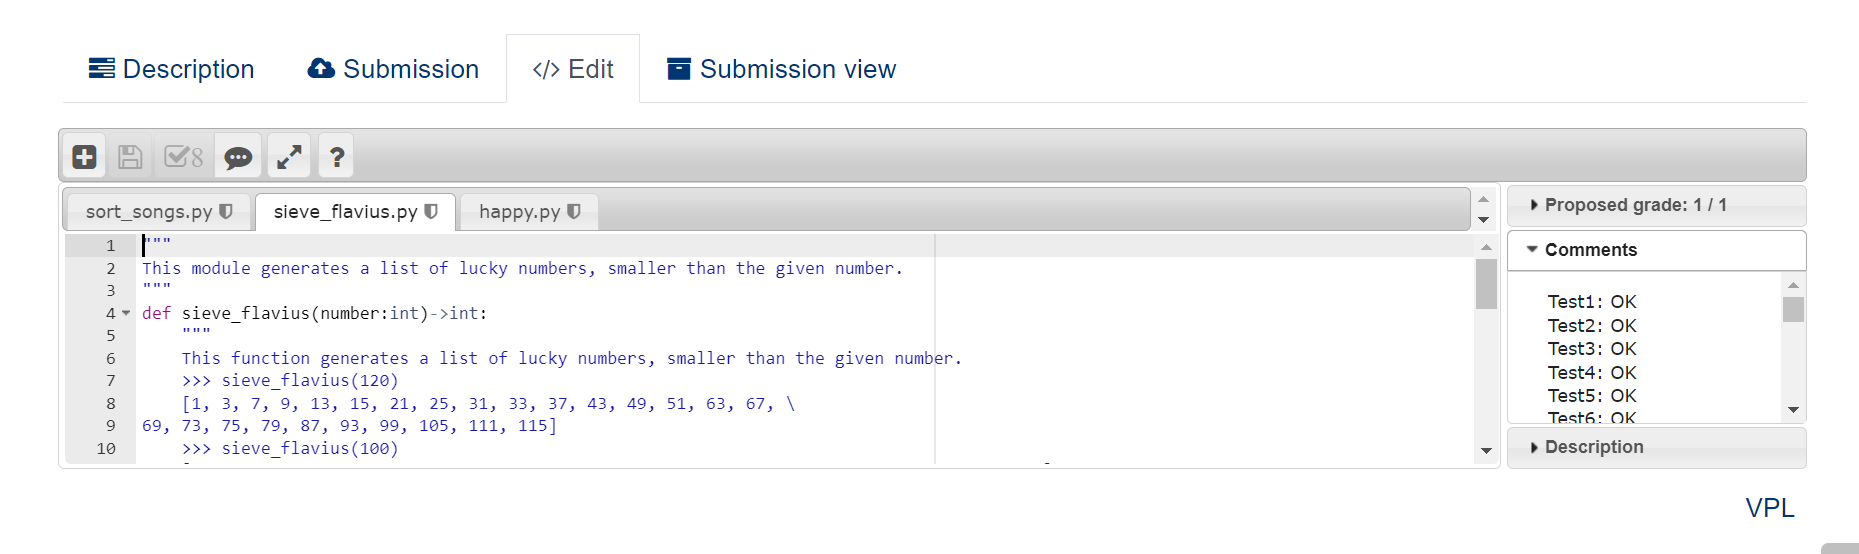 Description Submission </> Edit Submission view
8 ?
sort_songs.py sieve_flavius.py happy.py
1 """
2 This module generates a list of lucky numbers, smaller than the given number.
3 """
4 def sieve_flavius(number:int)->int:
5 """
6 This function generates a list of lucky numbers, smaller than the given number.
7 >>> sieve_flavius(120)
8 [1, 3, 7, 9, 13, 15, 21, 25, 31, 33, 37, 43, 49, 51, 63, 67, \
9 69, 73, 75, 79, 87, 93, 99, 105, 111, 115]
10 >>> sieve_flavius(100)
Proposed grade: 1 / 1
Comments
Test1: OK
Test2: OK
Test3: OK
Test4: OK
Test5: OK
Test6: OK
Description
VPL